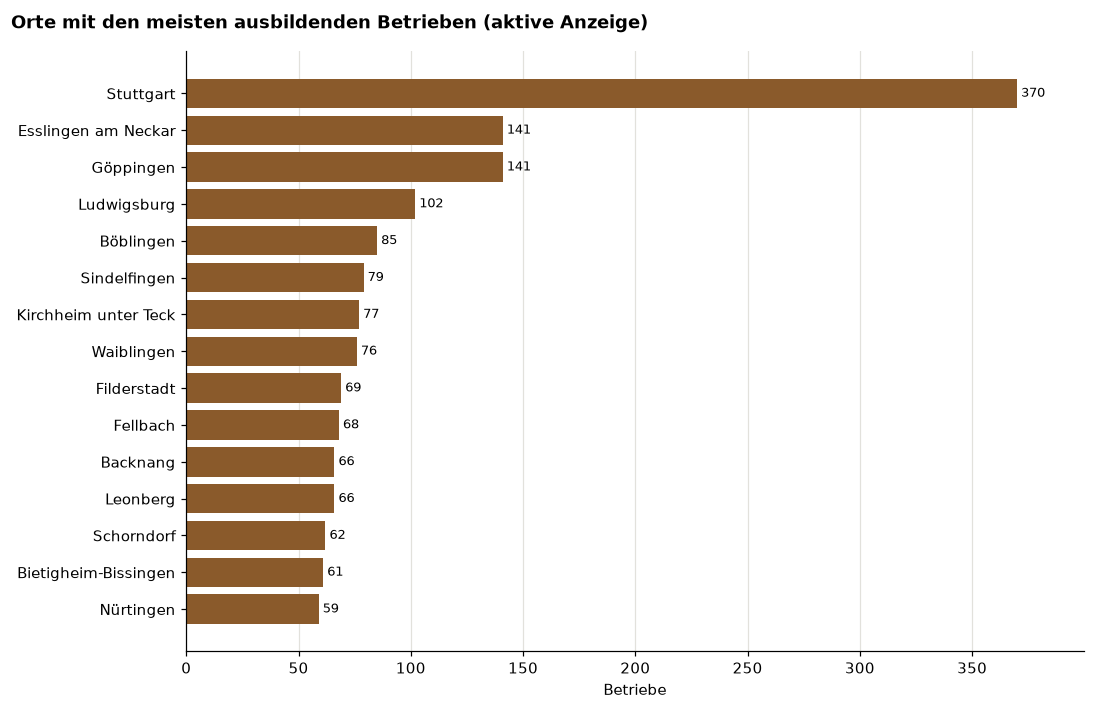 Orte mit den meisten ausbildenden Betrieben (aktive Anzeige)
Stuttgart 370
Esslingen am Neckar 141
Göppingen 141
Ludwigsburg 102
Böblingen 85
Sindelfingen 79
Kirchheim unter Teck 77
Waiblingen 76
Filderstadt 69
Fellbach 68
Backnang 66
Leonberg 66
Schorndorf 62
Bietigheim-Bissingen 61
Nürtingen 59
0 50 100 150 200 250 300 350
Betriebe